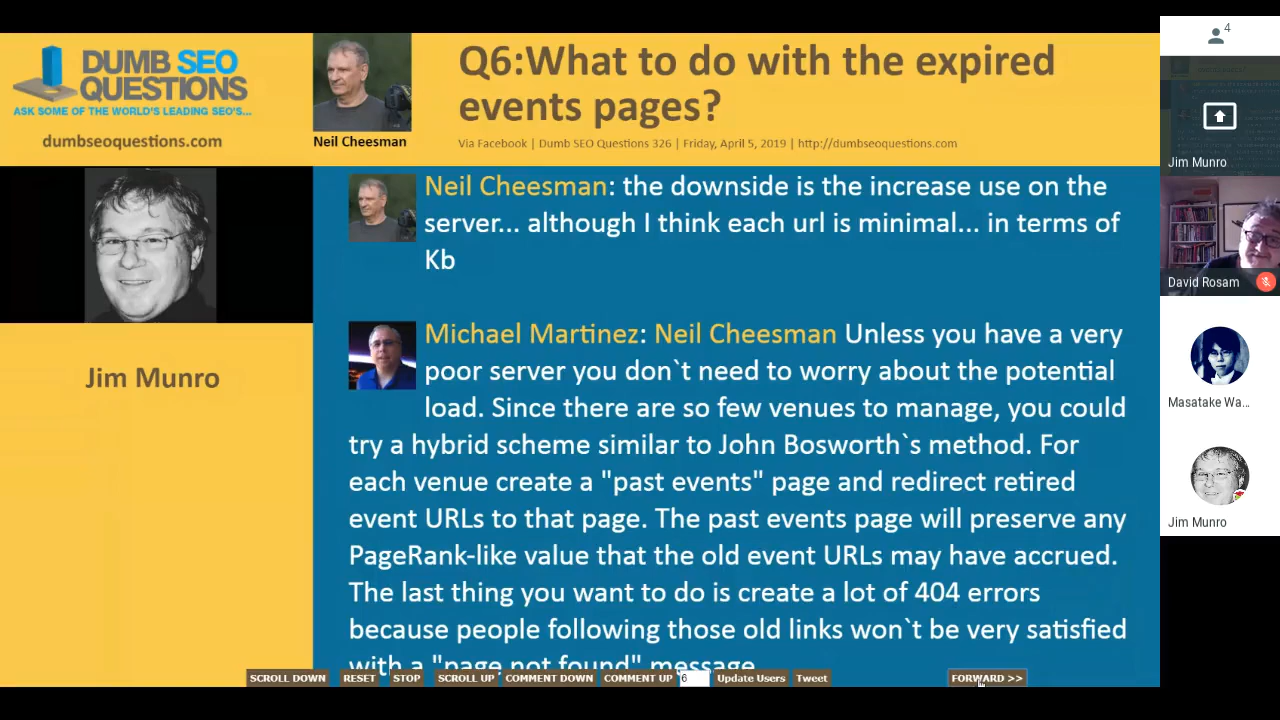 DUMB SEO
QUESTIONS
ASK SOME OF THE WORLD'S LEADING SEO'S...
dumbseoquestions.com
Neil Cheesman
Q6:What to do with the expired
events pages?
Via Facebook | Dumb SEO Questions 326 | Friday, April 5, 2019 | http://dumbseoquestions.com
Jim Munro
Neil Cheesman: the downside is the increase use on the
server... although I think each url is minimal... in terms of
Kb
Michael Martinez: Neil Cheesman Unless you have a very
poor server you don`t need to worry about the potential
load. Since there are so few venues to manage, you could
try a hybrid scheme similar to John Bosworth`s method. For
each venue create a "past events" page and redirect retired
event URLs to that page. The past events page will preserve any
PageRank-like value that the old event URLs may have accrued.
The last thing you want to do is create a lot of 404 errors
because people following those old links won`t be very satisfied
with a "page not found" message.
SCROLL DOWN RESET STOP SCROLL UP COMMENT DOWN COMMENT UP 6 Update Users Tweet FORWARD >>
4
Jim Munro
David Rosam
Masatake Wa...
Jim Munro